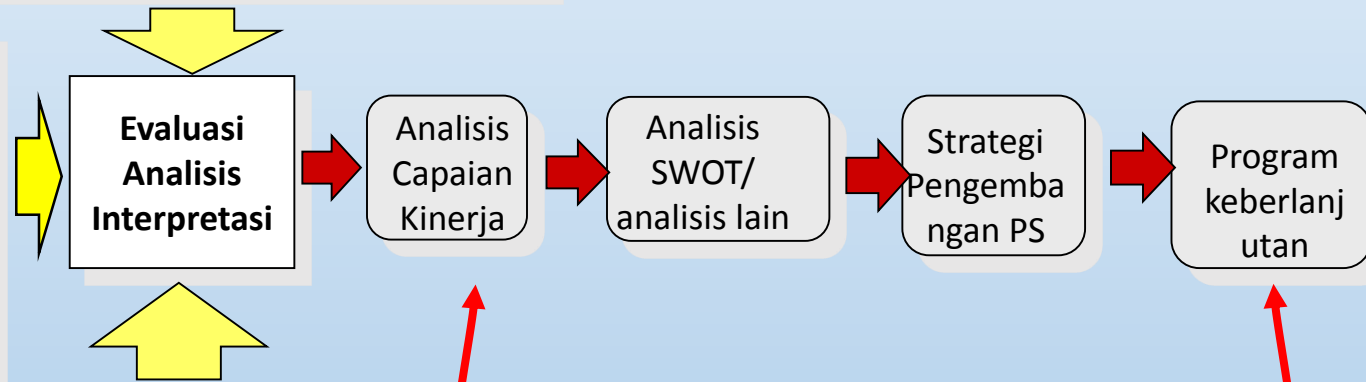 Evaluasi
Analisis
Interpretasi
Analisis
Capaian
Kinerja
Analisis
SWOT/
analisis lain
Strategi
Pengemba
ngan PS
Program
keberlanj
utan